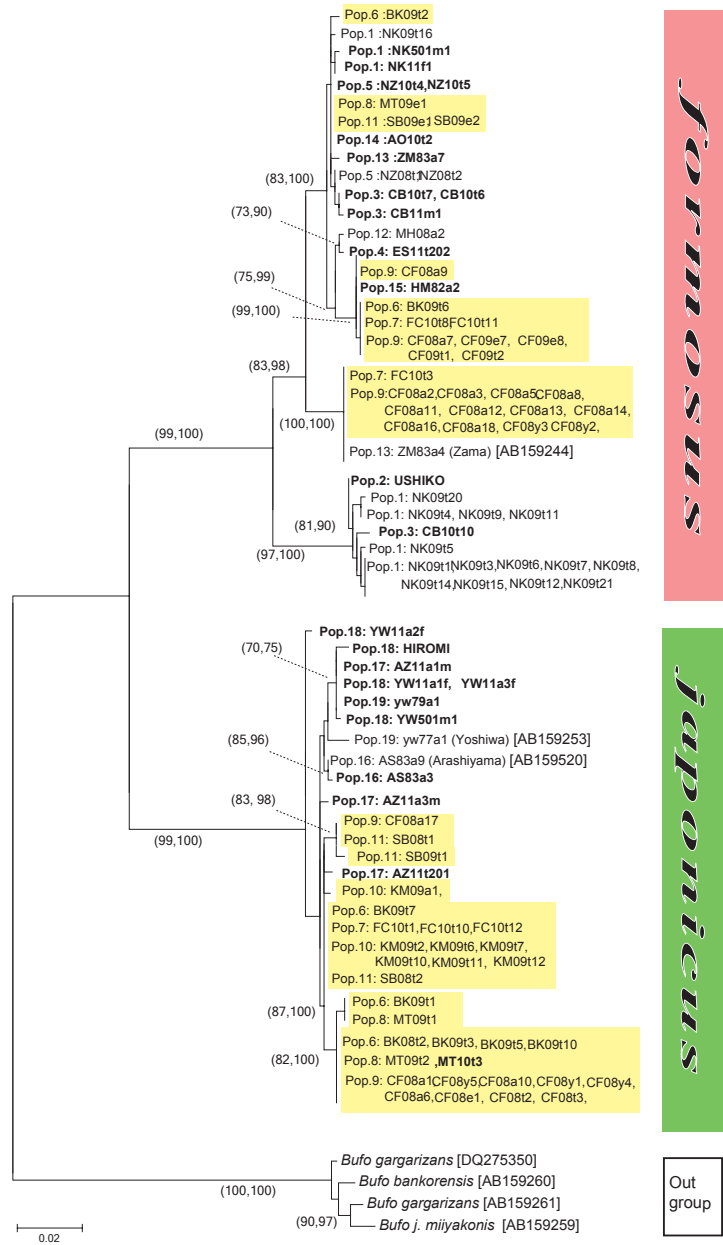 Pop.6: BK09t2
Pop.1 :NK09t16
Pop.1 :NK501m1
Pop.1: NK11f1
Pop.5 :NZ10t4,NZ10t5
Pop.8: MT09e1
Pop.11 :SB09e1 SB09e2
Pop.14 :AO10t2
Pop.13 :ZM83a7
(83,100)
Pop.5 :NZ08t1 NZ08t2
Pop.3: CB10t7, CB10t6
(73,90)
Pop.3: CB11m1
Pop.12: MH08a2
Pop.4: ES11t202
(75,99)
Pop.9: CF08a9
Pop.15: HM82a2
(99,100)
Pop.6: BK09t6
Pop.7: FC10t8,FC10t11
Pop.9: CF08a7, CF09e7, CF09e8,
CF09t1, CF09t2
(83,98)
Pop.7: FC10t3
Pop.9:CF08a2,CF08a3, CF08a5,CF08a8,
CF08a11, CF08a12, CF08a13, CF08a14,
(100,100)
CF08a16, CF08a18, CF08y3 CF08y2,
(99,100)
Pop.13: ZM83a4 (Zama) [AB159244]
Pop.2: USHIKO
Pop.1: NK09t20
Pop.1: NK09t4, NK09t9, NK09t11
(81,90)
Pop.3: CB10t10
Pop.1: NK09t5
(97,100)
Pop.1: NK09t1,NK09t3,NK09t6, NK09t7, NK09t8,
NK09t14,NK09t15, NK09t12,NK09t21
formosus
Pop.18: YW11a2f
(70,75)
Pop.18: HIROMI
Pop.17: AZ11a1m
Pop.18: YW11a1f, YW11a3f
Pop.19: yw79a1
Pop.18: YW501m1
Pop.19: yw77a1 (Yoshiwa) [AB159253]
(85,96)
Pop.16: AS83a9 (Arashiyama) [AB159520]
Pop.16: AS83a3
(83, 98)
Pop.17: AZ11a3m
Pop.9: CF08a17
Pop.11: SB08t1
(99,100)
Pop.11: SB09t1
Pop.17: AZ11t201
Pop.10: KM09a1,
Pop.6: BK09t7
Pop.7: FC10t1,FC10t10,FC10t12
Pop.10: KM09t2,KM09t6,KM09t7,
KM09t10,KM09t11, KM09t12
Pop.11: SB08t2
(87,100)
Pop.6: BK09t1
Pop.8: MT09t1
Pop.6: BK08t2, BK09t3, BK09t5,BK09t10
(82,100)
Pop.8: MT09t2 ,MT10t3
Pop.9: CF08a1,CF08y5,CF08a10,CF08y1,CF08y4,
CF08a6,CF08e1, CF08t2, CF08t3,
japonicus
Bufo gargarizans [DQ275350]
Bufo bankorensis [AB159260]
(100,100)
Bufo gargarizans [AB159261]
(90,97)
Bufo j. miiyakonis [AB159259]
Out
group
0.02